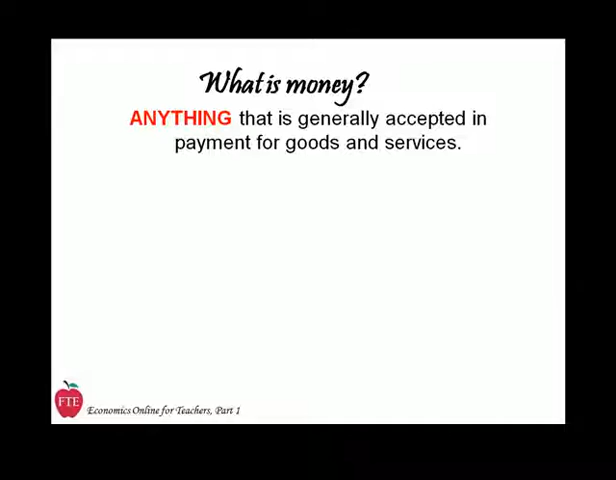 What is money?
ANYTHING that is generally accepted in
payment for goods and services.
FTE
Economics Online for Teachers, Part 1